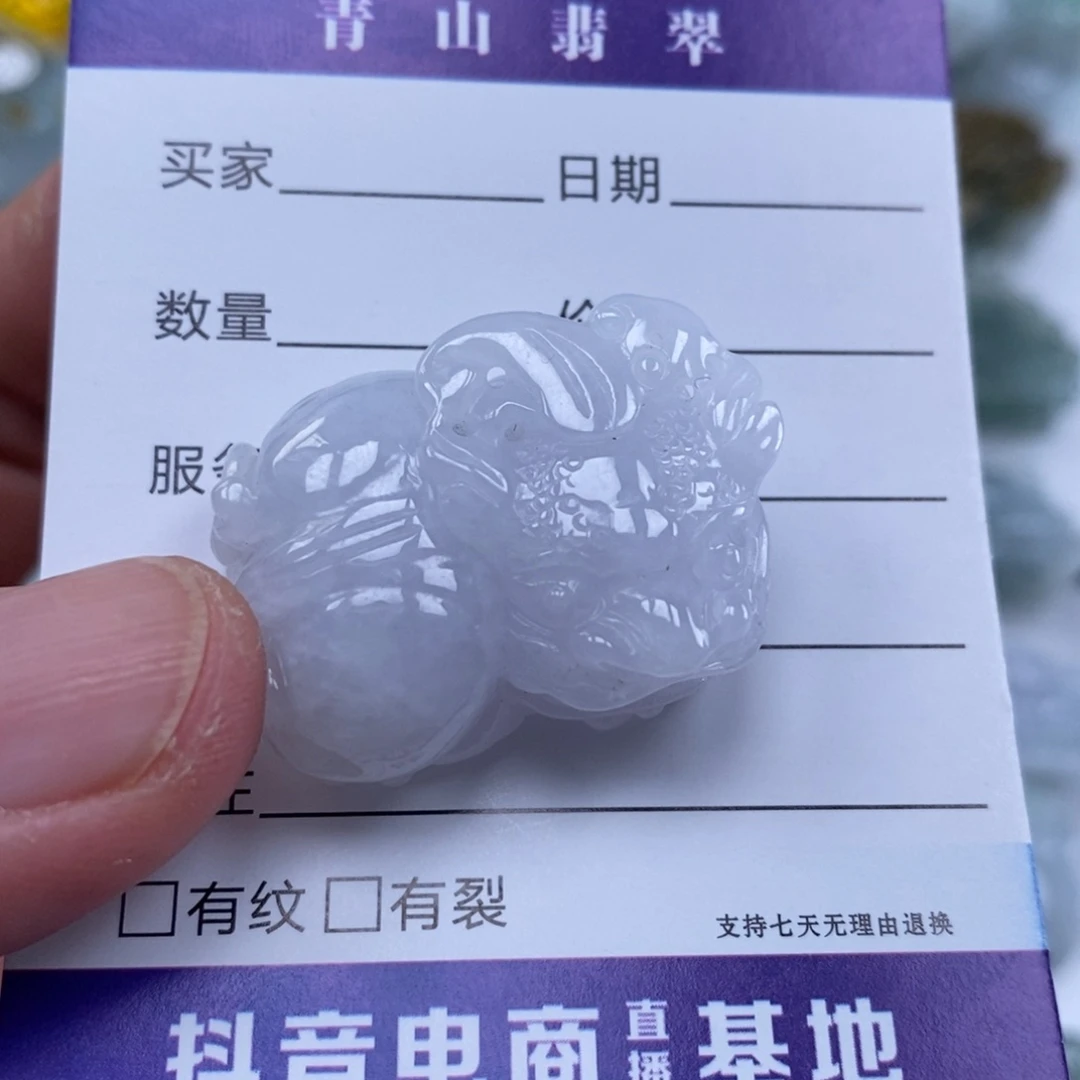 青山翡翠
买家 日期
数量
服
□有纹 □有裂
支持七天无理由退换
抖音电商直播基地